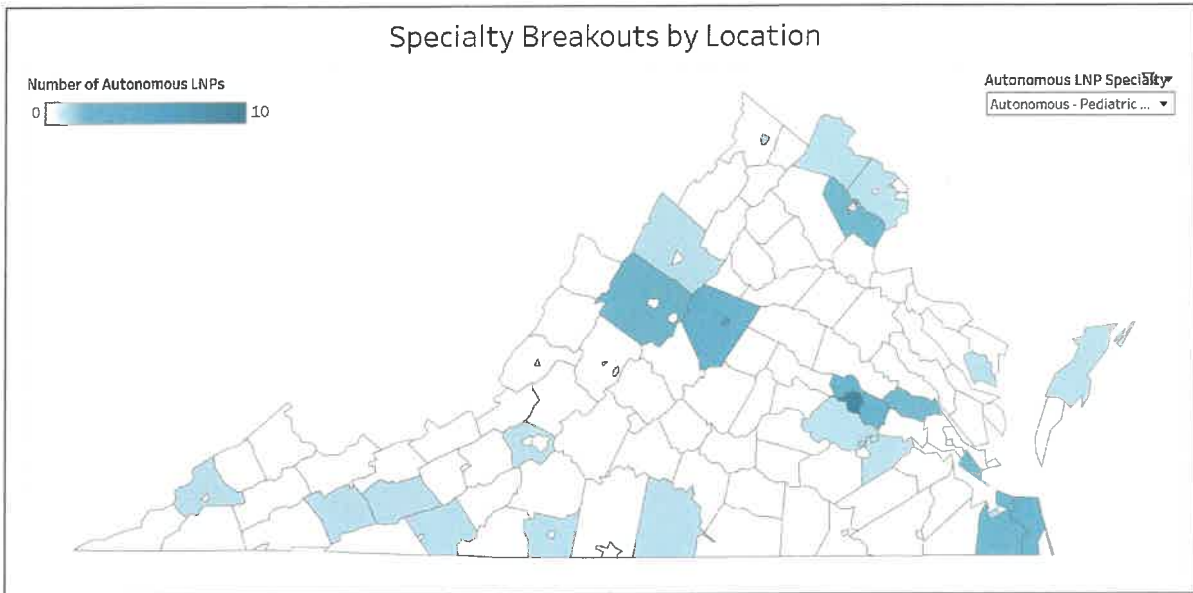 Specialty Breakouts by Location
Number of Autonomous LNPs
0 10
Autonomous LNP Specialty
Autonomous - Pediatric ...